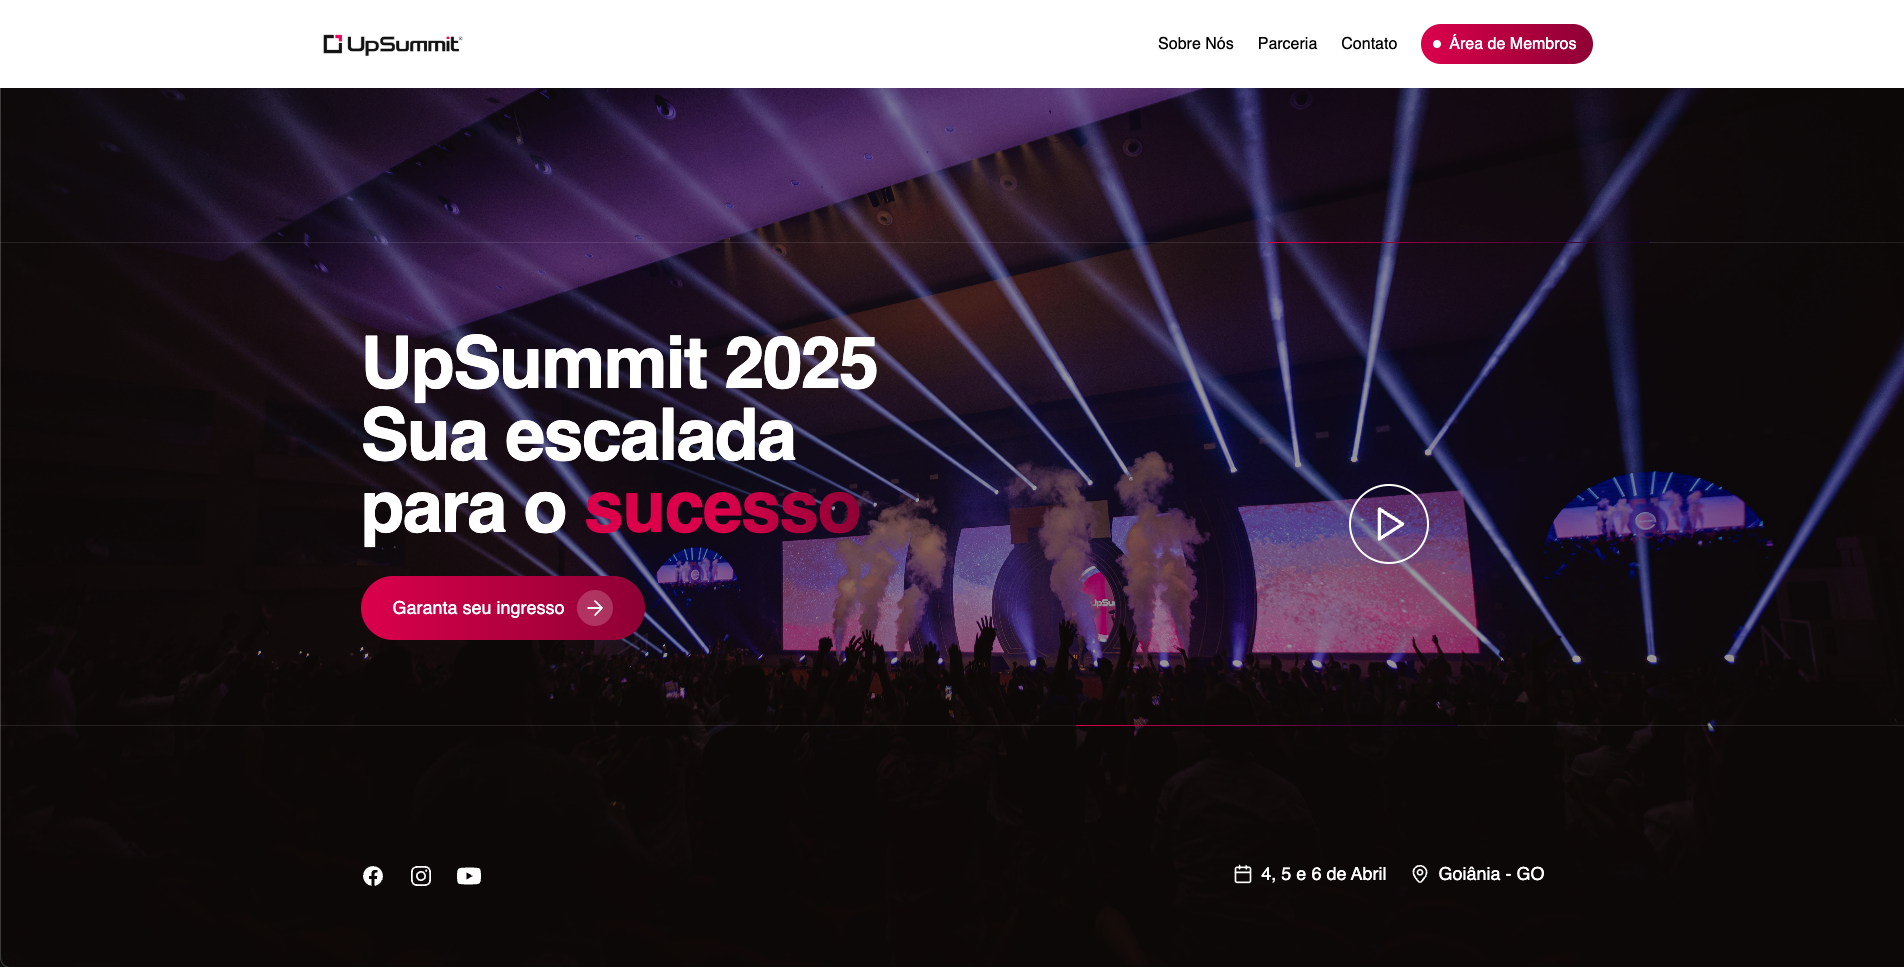 UpSummit
Sobre Nós
Parceria
Contato
Área de Membros
UpSummit 2025
Sua escalada
para o sucesso
Garanta seu ingresso
4, 5 e 6 de Abril
Goiânia - GO